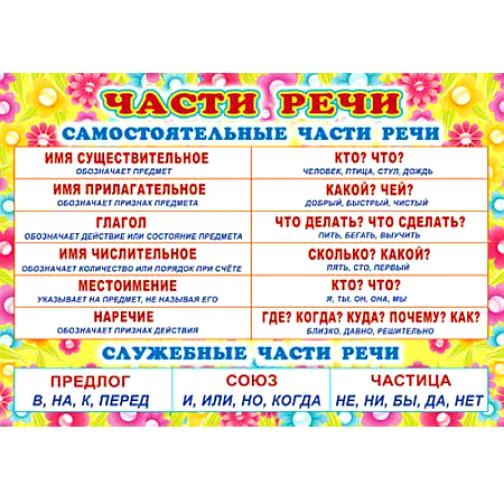 ЧАСТИ РЕЧИ
САМОСТОЯТЕЛЬНЫЕ ЧАСТИ РЕЧИ
ИМЯ СУЩЕСТВИТЕЛЬНОЕ
ОБОЗНАЧАЕТ ПРЕДМЕТ
КТО? ЧТО?
ЧЕЛОВЕК, ПТИЦА, СТУЛ, ДОЖДЬ
ИМЯ ПРИЛАГАТЕЛЬНОЕ
ОБОЗНАЧАЕТ ПРИЗНАК ПРЕДМЕТА
КАКОЙ? ЧЕЙ?
ДОБРЫЙ, БЫСТРЫЙ, ЧИСТЫЙ
ГЛАГОЛ
ОБОЗНАЧАЕТ ДЕЙСТВИЕ ИЛИ СОСТОЯНИЕ ПРЕДМЕТА
ЧТО ДЕЛАТЬ? ЧТО СДЕЛАТЬ?
ПИТЬ, БЕГАТЬ, ВЫУЧИТЬ
ИМЯ ЧИСЛИТЕЛЬНОЕ
ОБОЗНАЧАЕТ КОЛИЧЕСТВО ИЛИ ПОРЯДОК ПРИ СЧЁТЕ
СКОЛЬКО? КАКОЙ?
ПЯТЬ, СТО, ПЕРВЫЙ
МЕСТОИМЕНИЕ
УКАЗЫВАЕТ НА ПРЕДМЕТ, НЕ НАЗЫВАЯ ЕГО
КТО? ЧТО?
Я, ТЫ, ОН, ОНА, МЫ
НАРЕЧИЕ
ОБОЗНАЧАЕТ ПРИЗНАК ДЕЙСТВИЯ
ГДЕ? КОГДА? КУДА? ПОЧЕМУ? КАК?
БЛИЗКО, ДАВНО, РЕШИТЕЛЬНО
СЛУЖЕБНЫЕ ЧАСТИ РЕЧИ
ПРЕДЛОГ
В, НА, К, ПЕРЕД
СОЮЗ
И, ИЛИ, НО, КОГДА
ЧАСТИЦА
НЕ, НИ, БЫ, ДА, НЕТ